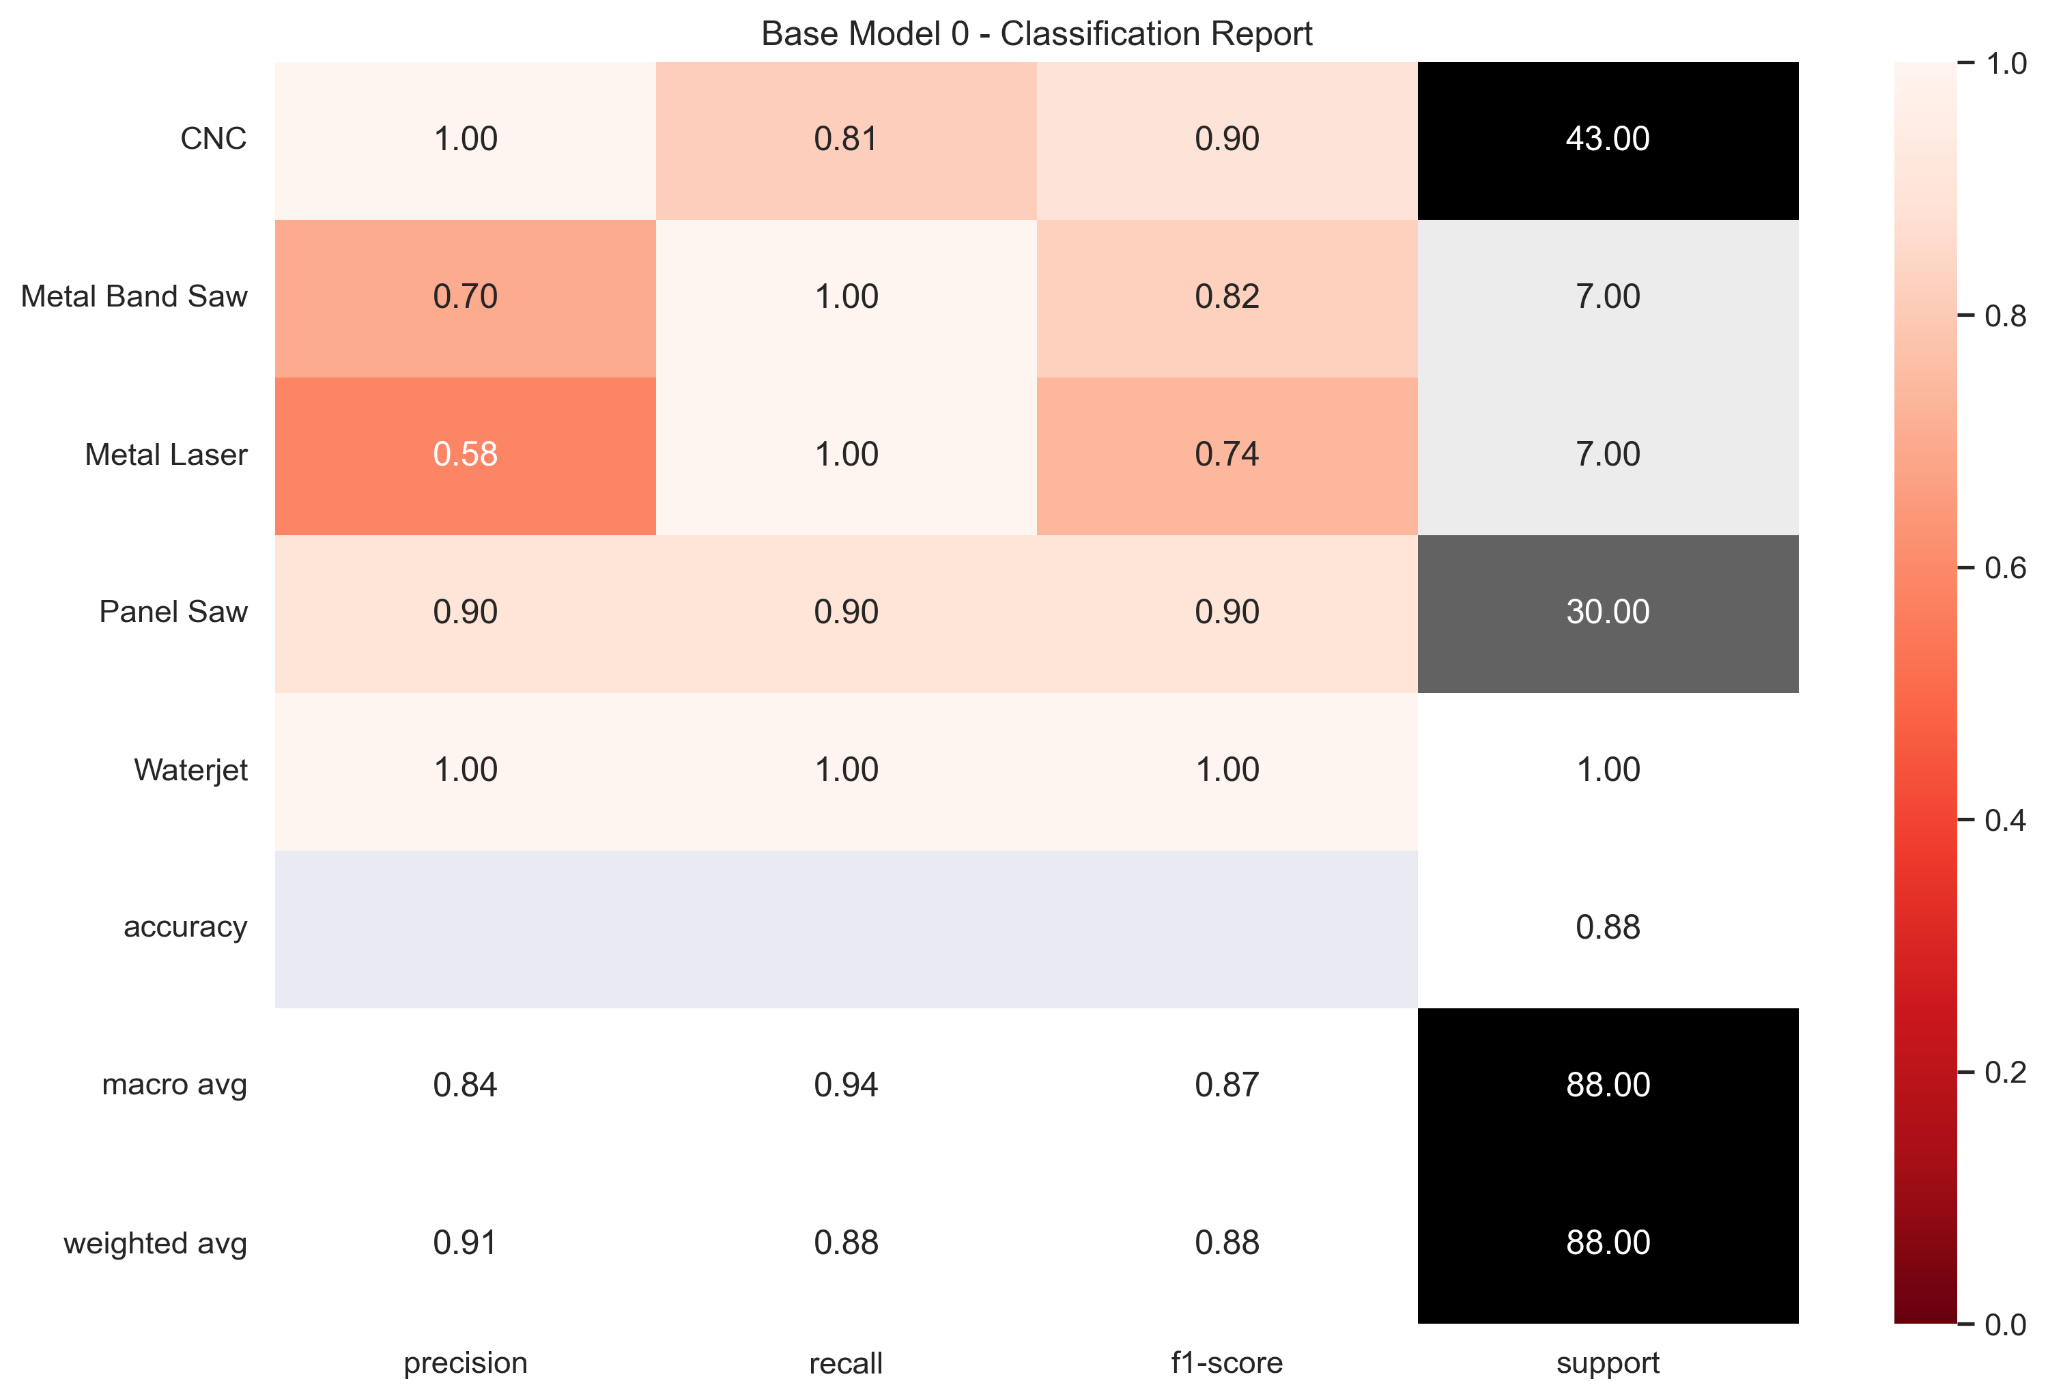 Base Model 0 - Classification Report
CNC 1.00 0.81 0.90 43.00
Metal Band Saw 0.70 1.00 0.82 7.00
Metal Laser 0.58 1.00 0.74 7.00
Panel Saw 0.90 0.90 0.90 30.00
Waterjet 1.00 1.00 1.00 1.00
accuracy 0.88
macro avg 0.84 0.94 0.87 88.00
weighted avg 0.91 0.88 0.88 88.00
precision recall f1-score support
1.0
0.8
0.6
0.4
0.2
0.0